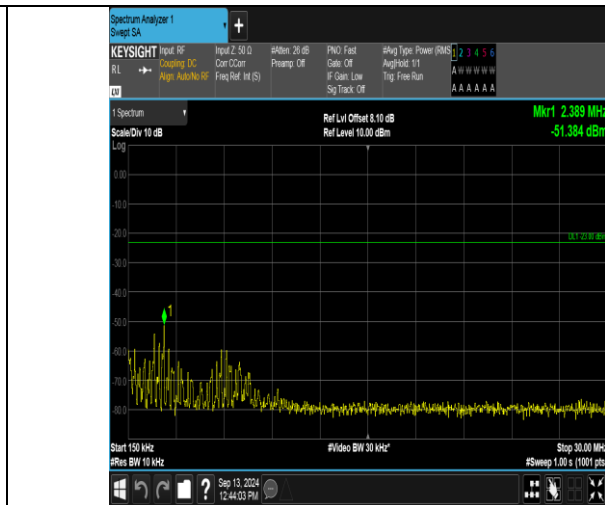 Spectrum Analyzer 1
Swept SA
+
KEYSIGHT Input: RF Input Z: 50 Ω #Atten: 26 dB PNO: Fast #Avg Type: Power (RMS 1 2 3 4 5 6
RL Coupling: DC Corr CCorr Preamp: Off Gate: Off Avg|Hold: 1/1 A W W W W W
Align: Auto/No RF Freq Ref: Int (S) IF Gain: Low Trig: Free Run
Sig Track: Off A A A A A A
LXI
1 Spectrum Ref Lvl Offset 8.10 dB Mkr1 2.389 MHz
Scale/Div 10 dB Ref Level 10.00 dBm -51.384 dBm
Log
0.00
-10.0
-20.0
DL1 -23.00 dBm
-30.0
-40.0
1
-50.0
-60.0
-70.0
-80.0
Start 150 kHz #Video BW 30 kHz* Stop 30.00 MHz
#Res BW 10 kHz #Sweep 1.00 s (1001 pts
? Sep 13, 2024
12:44:03 PM